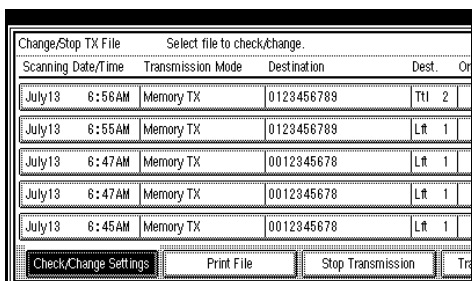 Change/Stop TX File Select file to check/change.
Scanning Date/Time Transmission Mode Destination Dest. Or
July13 6:56AM Memory TX 0123456789 Ttl 2
July13 6:55AM Memory TX 0123456789 Lft 1
July13 6:47AM Memory TX 0012345678 Lft 1
July13 6:47AM Memory TX 0012345678 Lft 1
July13 6:45AM Memory TX 0012345678 Lft 1
Check/Change Settings Print File Stop Transmission Tra